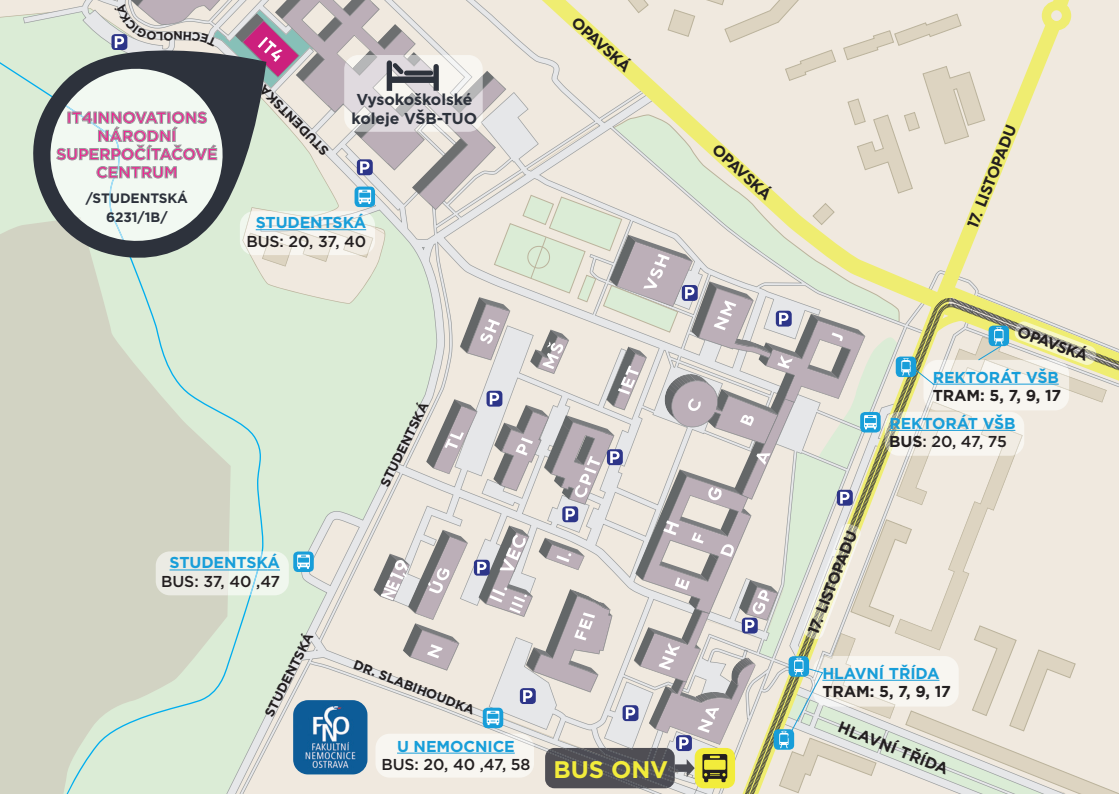 TECHNOLOGICKÁ
P
IT4
OPAVSKÁ
IT4INNOVATIONS
NÁRODNÍ
SUPERPOČÍTAČOVÉ
CENTRUM
/STUDENTSKÁ
6231/1B/
Vysokoškolské
koleje VŠB-TUO
STUDENTSKÁ
P
STUDENTSKÁ
BUS: 20, 37, 40
OPAVSKÁ
17. LISTOPADU
VSH
P
NM
P
J
K
SH
MŠ
IET
C
B
A
P
OPAVSKÁ
REKTORÁT VŠB
TRAM: 5, 7, 9, 17
REKTORÁT VŠB
BUS: 20, 47, 75
STUDENTSKÁ
TL
PI
CPIT
P
P
P
G
H
F
D
E
STUDENTSKÁ
BUS: 37, 40 ,47
NE19
ÚG
P
VEC
II.
III.
I.
FEI
GP
P
17. LISTOPADU
N
NK
NA
STUDENTSKÁ
DR. SLABIHOUDKA
P
P
P
HLAVNÍ TŘÍDA
TRAM: 5, 7, 9, 17
HLAVNÍ TŘÍDA
FNO
FAKULTNÍ
NEMOCNICE
OSTRAVA
U NEMOCNICE
BUS: 20, 40 ,47, 58
BUS ONV